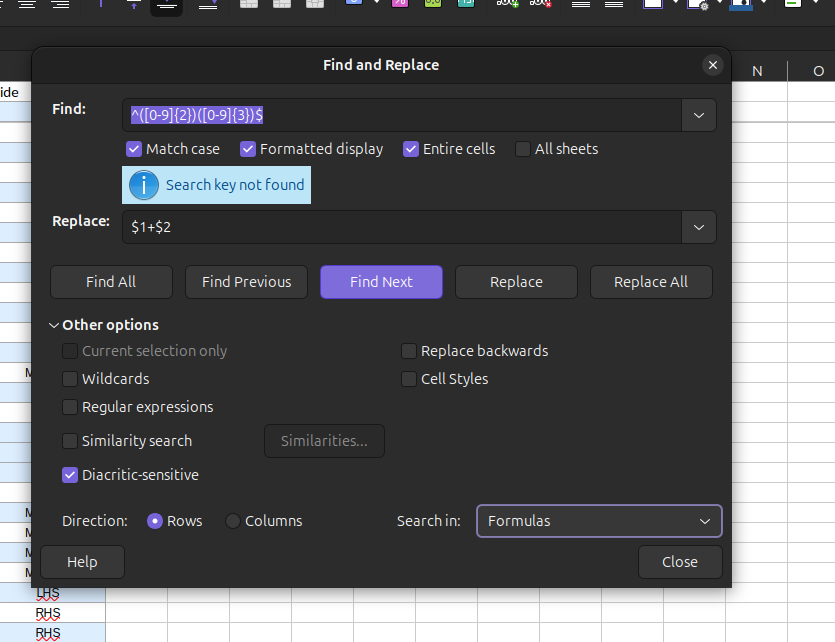 Find and Replace
N
O
ide
Find:
^([0-9]{2})([0-9]{3})$
Match case
Formatted display
Entire cells
All sheets
Search key not found
Replace:
$1+$2
Find All
Find Previous
Find Next
Replace
Replace All
Other options
Current selection only
Replace backwards
Wildcards
Cell Styles
Regular expressions
Similarity search
Similarities...
Diacritic-sensitive
Direction:
Rows
Columns
Search in:
Formulas
Help
Close
LHS
RHS
RHS